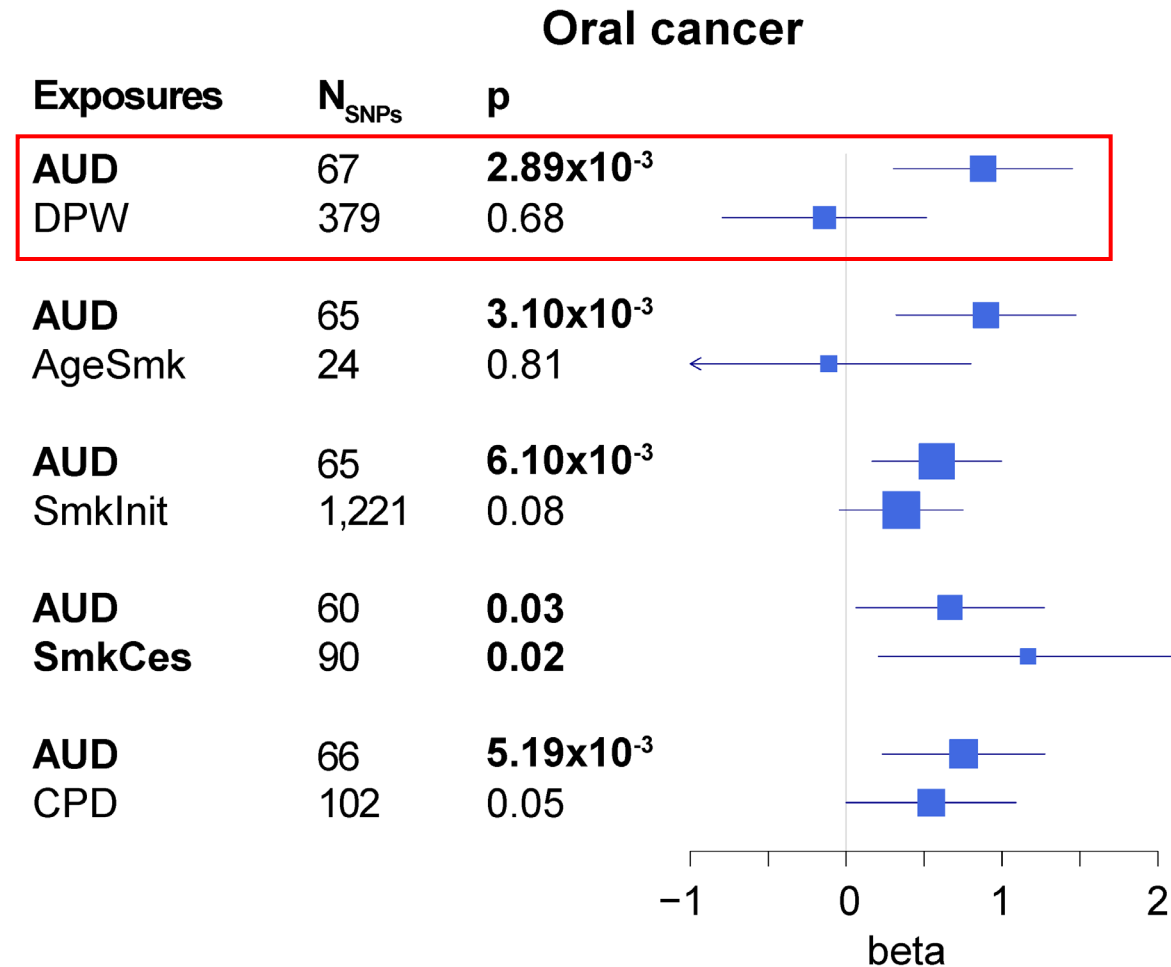 Oral cancer
Exposures N_SNPs p
AUD 67 2.89x10⁻³
DPW 379 0.68
AUD 65 3.10x10⁻³
AgeSmk 24 0.81
AUD 65 6.10x10⁻³
SmkInit 1,221 0.08
AUD 60 0.03
SmkCes 90 0.02
AUD 66 5.19x10⁻³
CPD 102 0.05
−1 0 1 2
beta